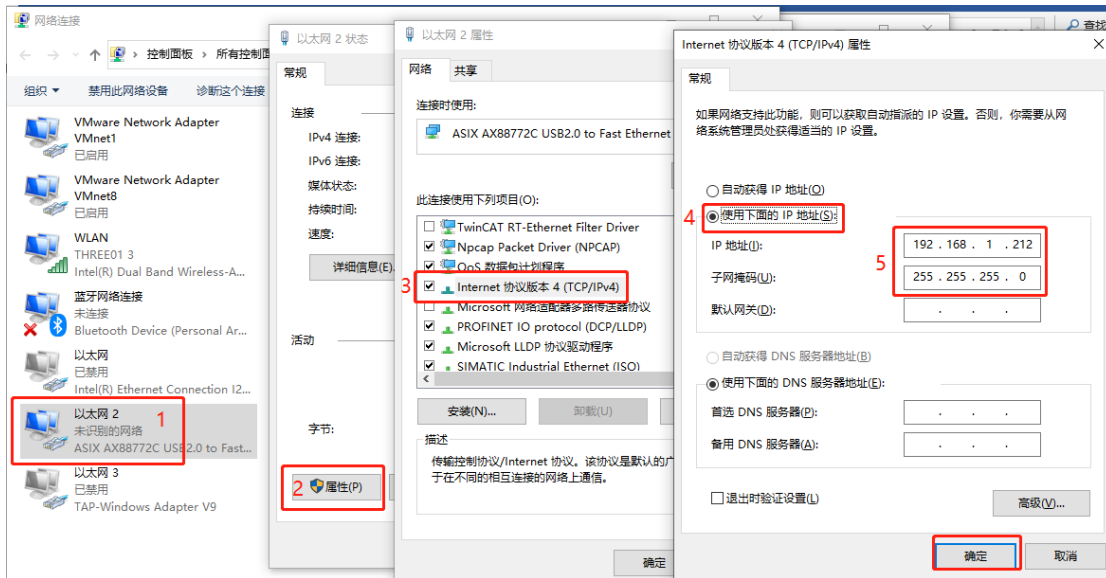 网络连接
控制面板
所有控制面
查找
组织
禁用此网络设备
诊断这个连接
VMware Network Adapter
VMnet1
已启用
VMware Network Adapter
VMnet8
已启用
WLAN
THREE01 3
Intel(R) Dual Band Wireless-A...
蓝牙网络连接
未连接
Bluetooth Device (Personal Ar...
以太网
已禁用
Intel(R) Ethernet Connection I2...
以太网 2
1
未识别的网络
ASIX AX88772C USB2.0 to Fast...
以太网 3
已禁用
TAP-Windows Adapter V9
以太网 2 状态
常规
连接
IPv4 连接:
IPv6 连接:
媒体状态:
持续时间:
速度:
详细信息(E)
活动
字节:
2
属性(P)
以太网 2 属性
网络
共享
连接时使用:
ASIX AX88772C USB2.0 to Fast Ethernet
此连接使用下列项目(O):
TwinCAT RT-Ethernet Filter Driver
Npcap Packet Driver (NPCAP)
QoS 数据包计划程序
3
Internet 协议版本 4 (TCP/IPv4)
Microsoft 网络适配器多路传送器协议
PROFINET IO protocol (DCP/LLDP)
Microsoft LLDP 协议驱动程序
SIMATIC Industrial Ethernet (ISO)
安装(N)...
卸载(U)
描述
传输控制协议/Internet 协议。该协议是默认的广
于在不同的相互连接的网络上通信。
确定
Internet 协议版本 4 (TCP/IPv4) 属性
常规
如果网络支持此功能，则可以获取自动指派的 IP 设置。否则，你需要从网
络系统管理员处获得适当的 IP 设置。
自动获得 IP 地址(O)
4
使用下面的 IP 地址(S):
IP 地址(I):
192 . 168 . 1 . 212
5
子网掩码(U):
255 . 255 . 255 . 0
默认网关(D):
. . .
自动获得 DNS 服务器地址(B)
使用下面的 DNS 服务器地址(E):
首选 DNS 服务器(P):
. . .
备用 DNS 服务器(A):
. . .
退出时验证设置(L)
高级(V)...
确定
取消